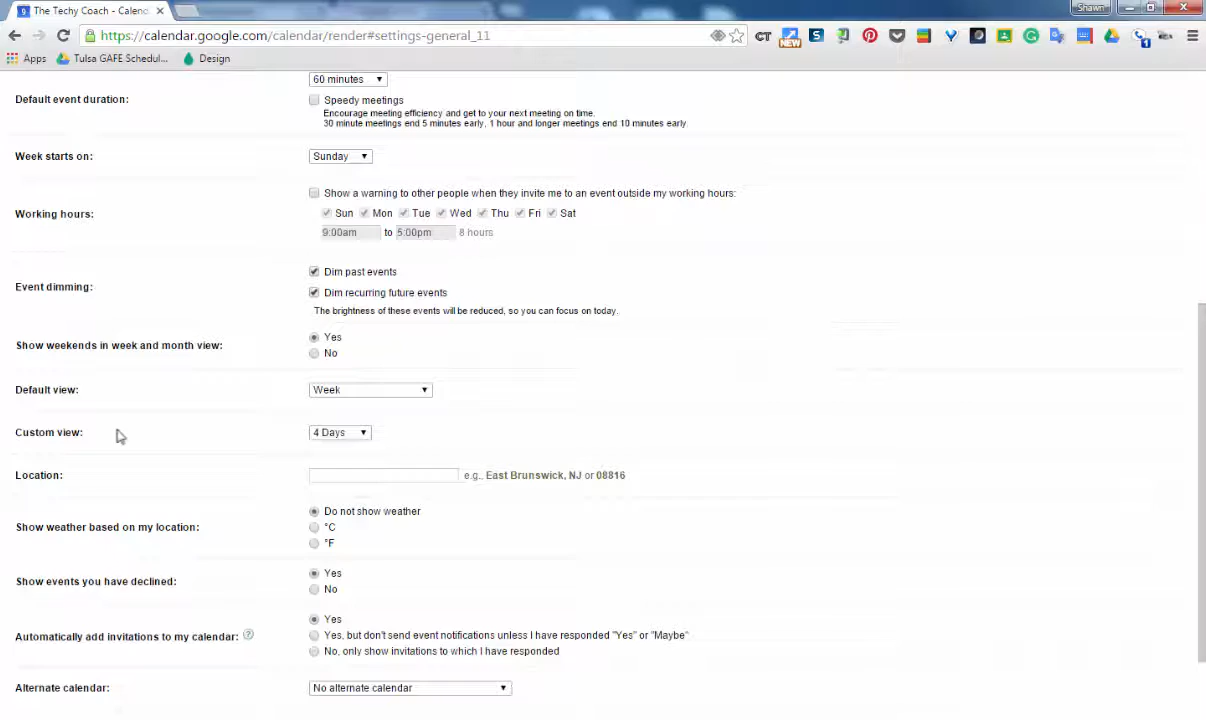 The Techy Coach - Calend
Shawn
https://calendar.google.com/calendar/render#settings-general_11
Apps Tulsa GAFE Schedul... Design
60 minutes
Default event duration:
Speedy meetings
Encourage meeting efficiency and get to your next meeting on time.
30 minute meetings end 5 minutes early, 1 hour and longer meetings end 10 minutes early.
Week starts on: Sunday
Show a warning to other people when they invite me to an event outside my working hours:
Working hours: Sun Mon Tue Wed Thu Fri Sat
9:00am to 5:00pm 8 hours
Dim past events
Event dimming:
Dim recurring future events
The brightness of these events will be reduced, so you can focus on today.
Yes
Show weekends in week and month view:
No
Default view: Week
Custom view: 4 Days
Location: e.g., East Brunswick, NJ or 08816
Do not show weather
Show weather based on my location: °C
°F
Yes
Show events you have declined:
No
Yes
Automatically add invitations to my calendar: ? Yes, but don't send event notifications unless I have responded "Yes" or "Maybe"
No, only show invitations to which I have responded
Alternate calendar: No alternate calendar